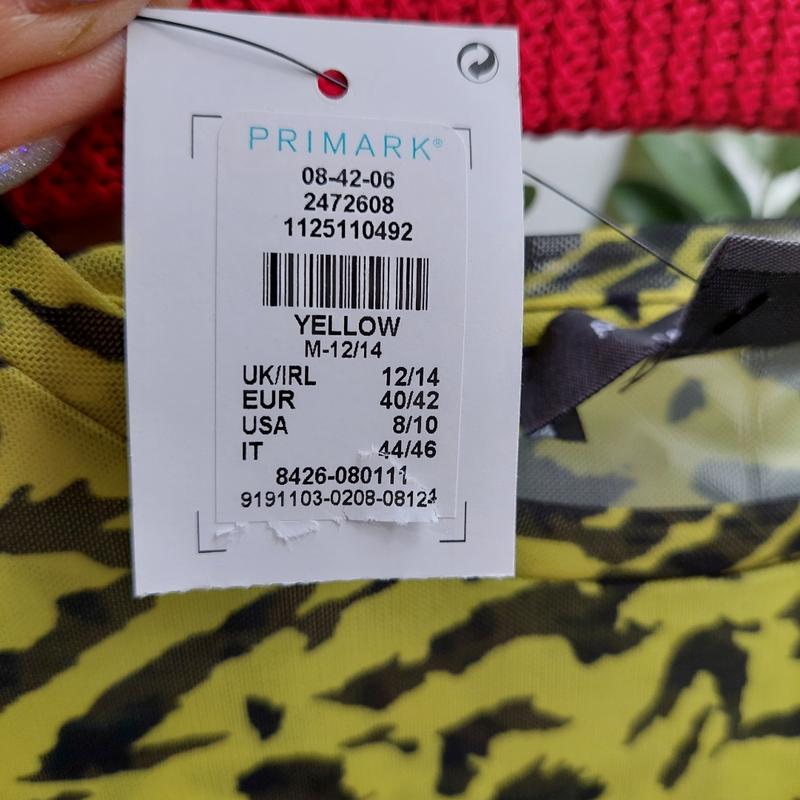 PRIMARK®
08-42-06
2472608
1125110492
YELLOW
M-12/14
UK/IRL 12/14
EUR 40/42
USA 8/10
IT 44/46
8426-080111
9191103-0208-08121